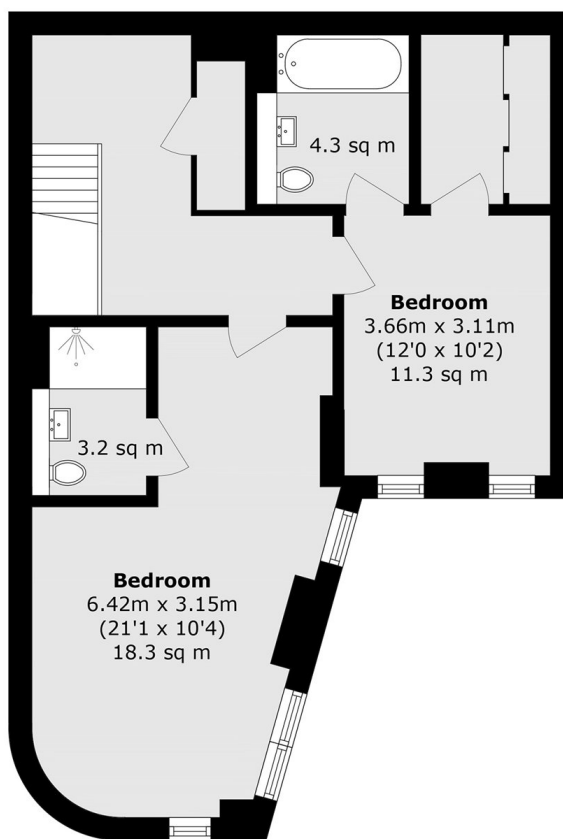 4.3 sq m
Bedroom
3.66m x 3.11m
(12'0 x 10'2)
11.3 sq m
3.2 sq m
Bedroom
6.42m x 3.15m
(21'1 x 10'4)
18.3 sq m